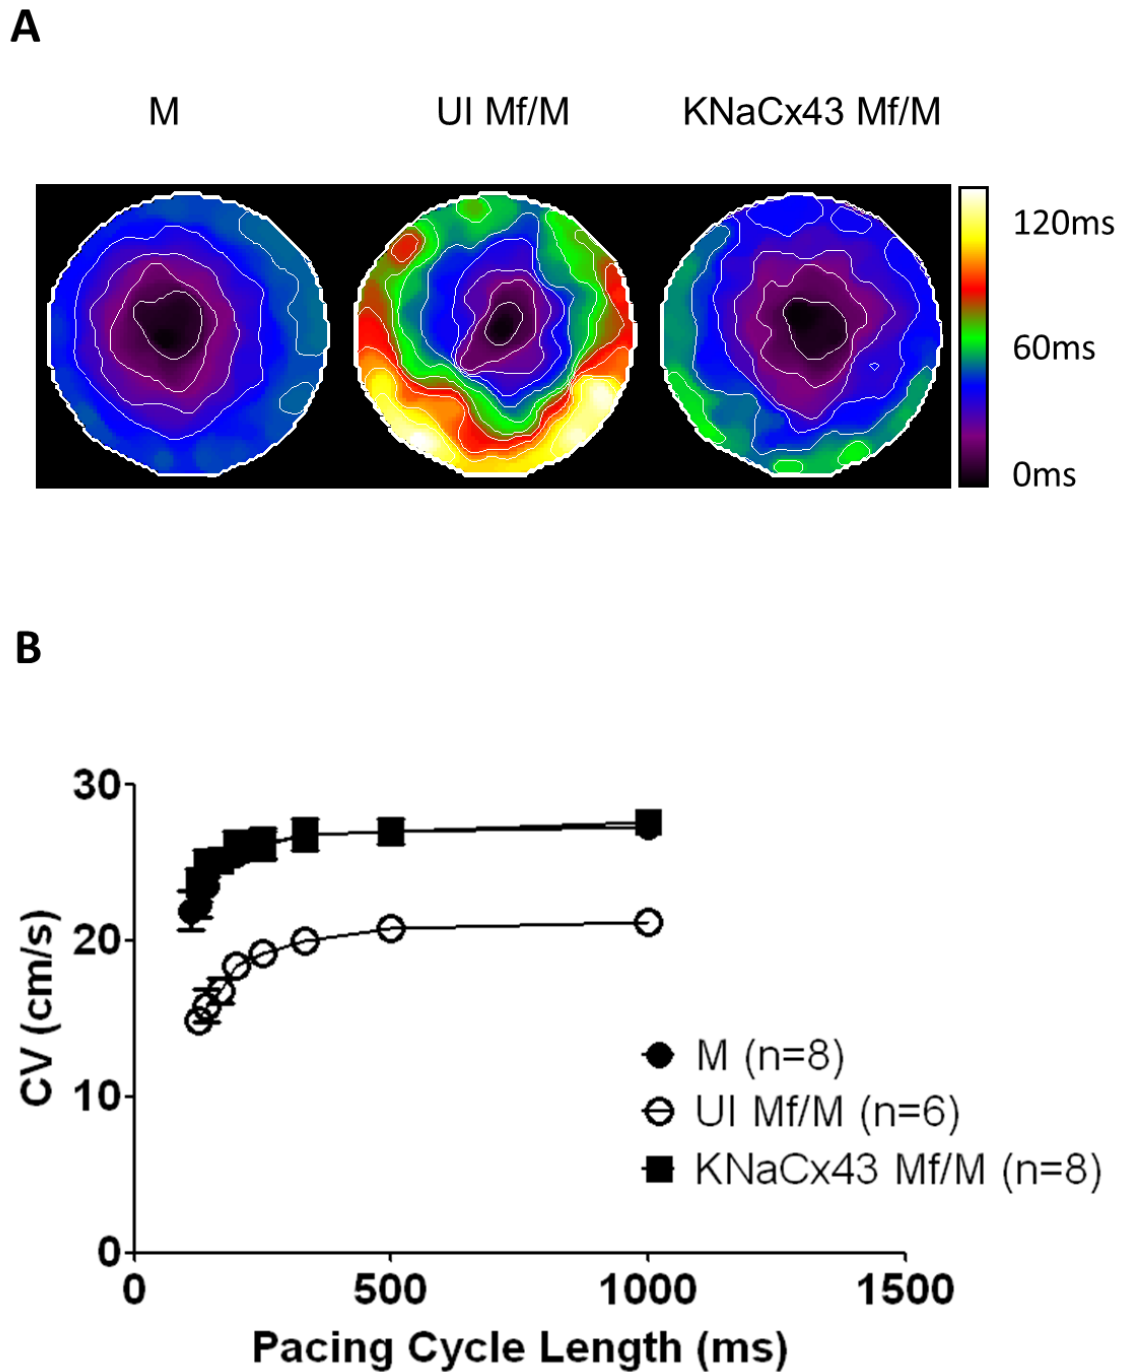 A
M
UI Mf/M
KNaCx43 Mf/M
120ms
60ms
0ms
B
30
20
10
0
CV (cm/s)
M (n=8)
UI Mf/M (n=6)
KNaCx43 Mf/M (n=8)
0
500
1000
1500
Pacing Cycle Length (ms)